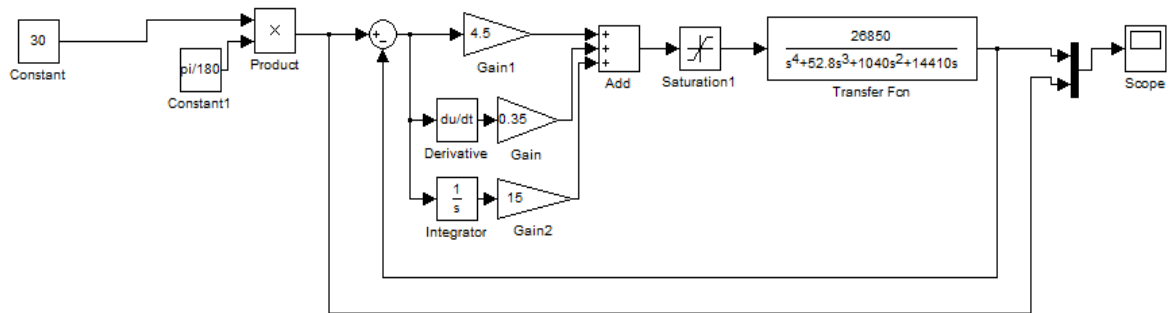 30
Constant
pi/180
Constant1
×
Product
+
−
4.5
Gain1
du/dt
Derivative
0.35
Gain
1
s
Integrator
15
Gain2
+
+
+
Add
Saturation1
26850
s4+52.8s3+1040s2+14410s
Transfer Fcn
Scope